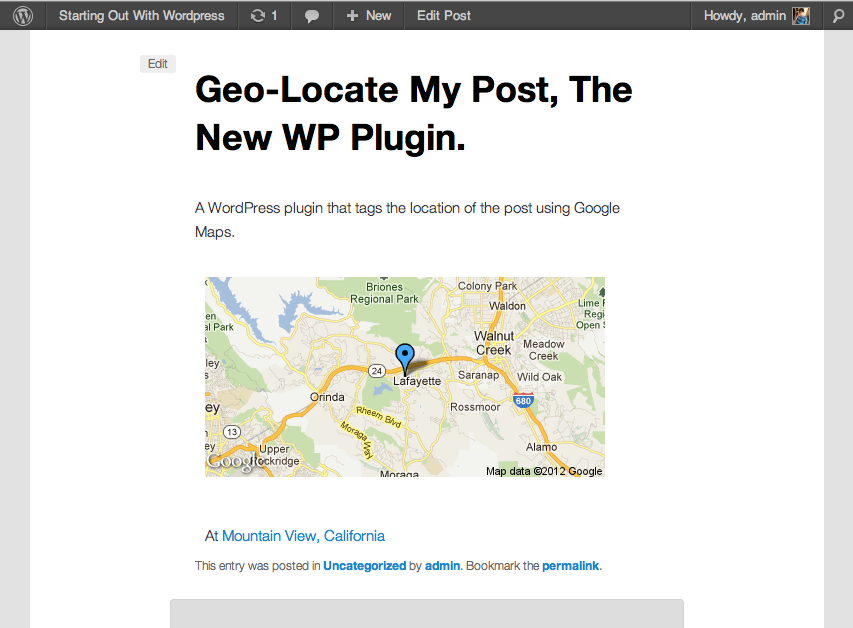 Starting Out With Wordpress 1 + New Edit Post Howdy, admin
Edit
Geo-Locate My Post, The
New WP Plugin.
A WordPress plugin that tags the location of the post using Google
Maps.
Briones
Regional Park
Colony Park
Waldon
Lime
Regi
Open S
en
al Park
Walnut
Creek
Meadow
Creek
ley
24
Lafayette
Saranap
Wild Oak
Orinda
680
ey
Rheem Blvd
Rossmoor
13
Moraga Way
ey
Upper
Rockridge
Alamo
Google
Moraga
Map data ©2012 Google
At Mountain View, California
This entry was posted in Uncategorized by admin. Bookmark the permalink.